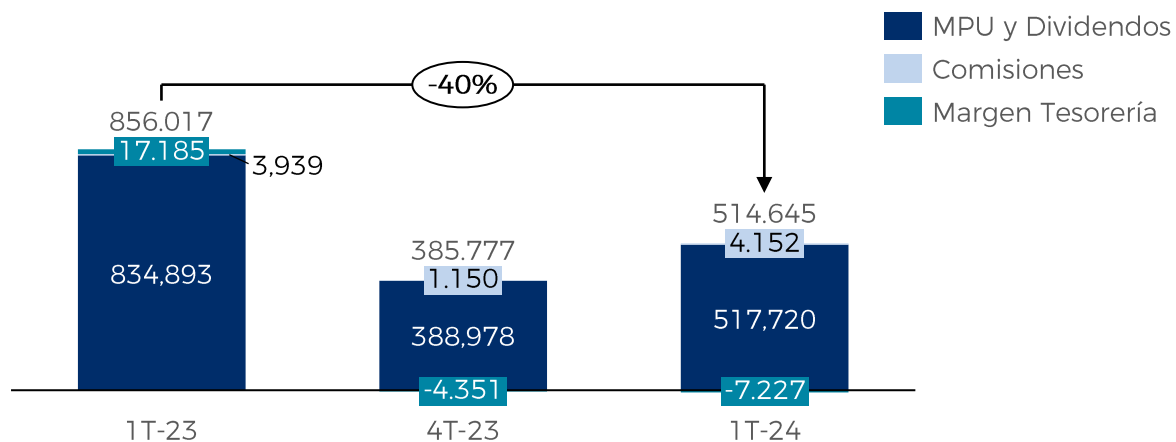 MPU y Dividendos
Comisiones
Margen Tesorería
-40%
856.017
17.185
3,939
834,893
385.777
1.150
388,978
-4.351
514.645
4.152
517,720
-7.227
1T-23
4T-23
1T-24